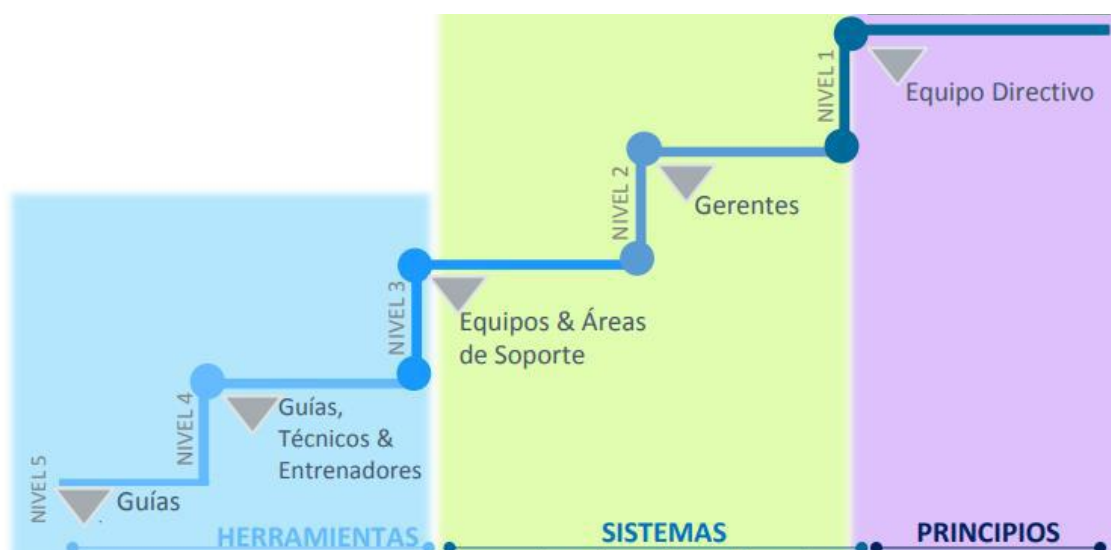 NIVEL 1
Equipo Directivo
NIVEL 2
Gerentes
NIVEL 3
Equipos & Áreas
de Soporte
NIVEL 4
Guías,
Técnicos &
Entrenadores
NIVEL 5
Guías
HERRAMIENTAS
SISTEMAS
PRINCIPIOS